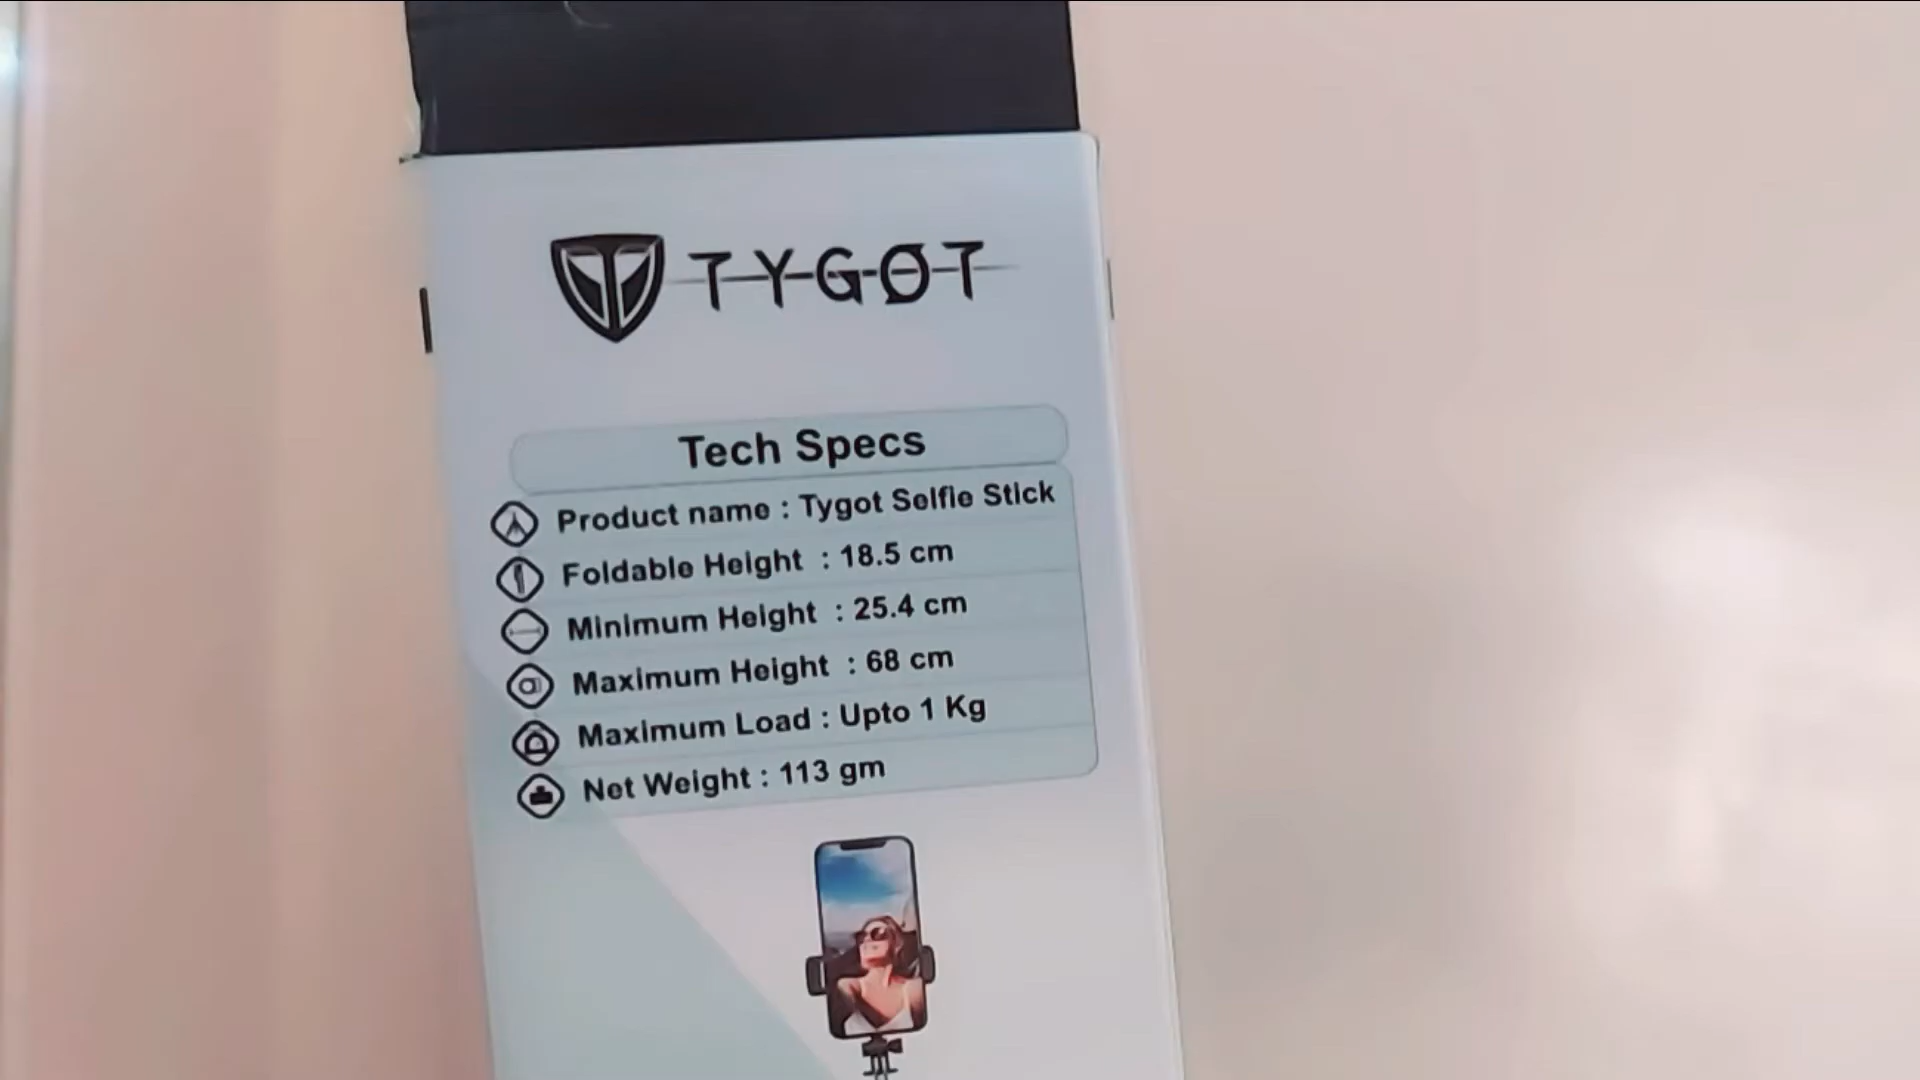 TYGOT
Tech Specs
Product name : Tygot Selfie Stick
Foldable Height : 18.5 cm
Minimum Height : 25.4 cm
Maximum Height : 68 cm
Maximum Load : Upto 1 Kg
Net Weight : 113 gm